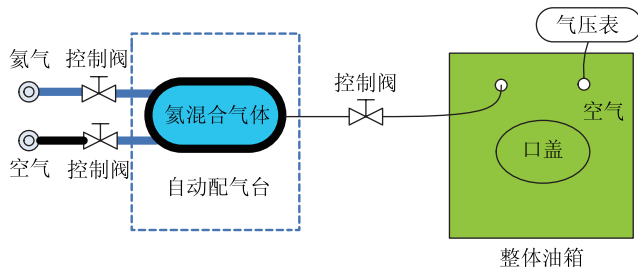 氦气
控制阀
空气
控制阀
氦混合气体
自动配气台
控制阀
气压表
空气
口盖
整体油箱